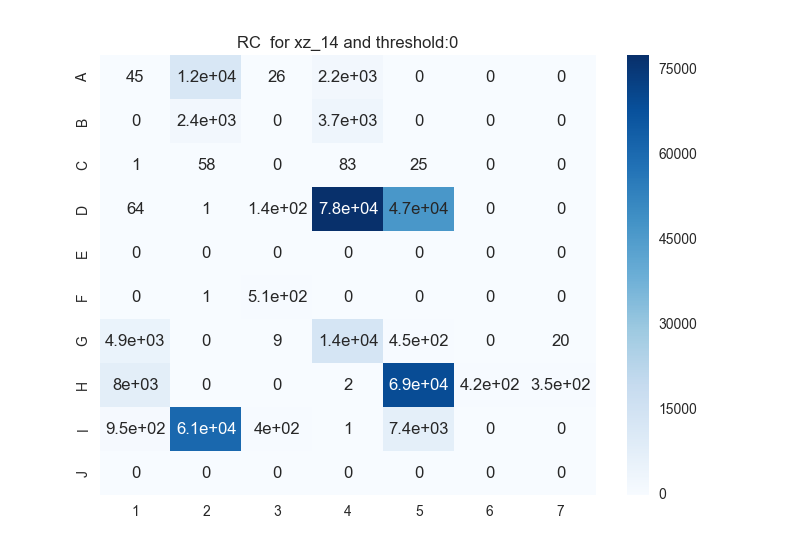 RC for xz_14 and threshold:0
A 45 1.2e+04 26 2.2e+03 0 0 0
B 0 2.4e+03 0 3.7e+03 0 0 0
C 1 58 0 83 25 0 0
D 64 1 1.4e+02 7.8e+04 4.7e+04 0 0
E 0 0 0 0 0 0 0
F 0 1 5.1e+02 0 0 0 0
G 4.9e+03 0 9 1.4e+04 4.5e+02 0 20
H 8e+03 0 0 2 6.9e+04 4.2e+02 3.5e+02
I 9.5e+02 6.1e+04 4e+02 1 7.4e+03 0 0
J 0 0 0 0 0 0 0
1 2 3 4 5 6 7
75000
60000
45000
30000
15000
0